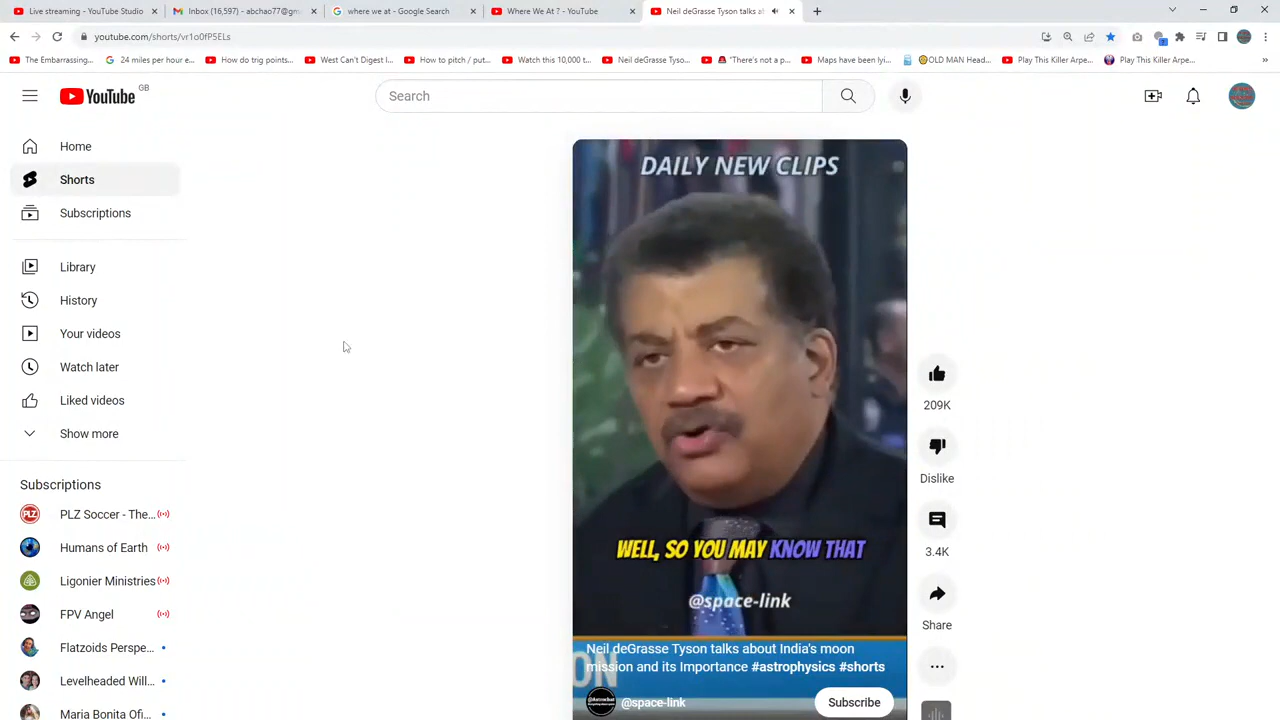 Live streaming - YouTube Studio
Inbox (16,597) - abchao77@gm
where we at - Google Search
Where We At ? - YouTube
Neil deGrasse Tyson talks a
youtube.com/shorts/vr1o0fP5ELs
The Embarrassing...
24 miles per hour e...
How do trig points...
West Can't Digest I...
How to pitch / put...
Watch this 10,000 t...
Neil deGrasse Tyso...
"There's not a p...
Maps have been lyi...
OLD MAN Head...
Play This Killer Arpe...
Play This Killer Arpe...
»
YouTube GB
Search
Home
Shorts
Subscriptions
Library
History
Your videos
Watch later
Liked videos
Show more
Subscriptions
PLZ Soccer - The...
Humans of Earth
Ligonier Ministries
FPV Angel
Flatzoids Perspe...
Levelheaded Will...
Maria Bonita Ofi...
DAILY NEW CLIPS
WELL, SO YOU MAY KNOW THAT
@space-link
ON
Neil deGrasse Tyson talks about India's moon
mission and its Importance #astrophysics #shorts
@space-link
Subscribe
209K
Dislike
3.4K
Share